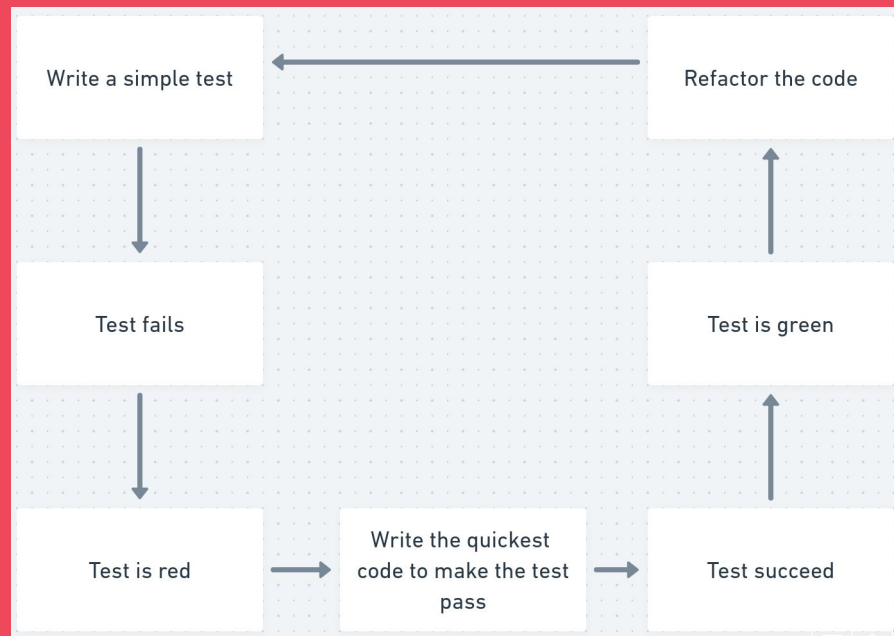 Write a simple test
Refactor the code
Test fails
Test is green
Test is red
Write the quickest
code to make the test
pass
Test succeed